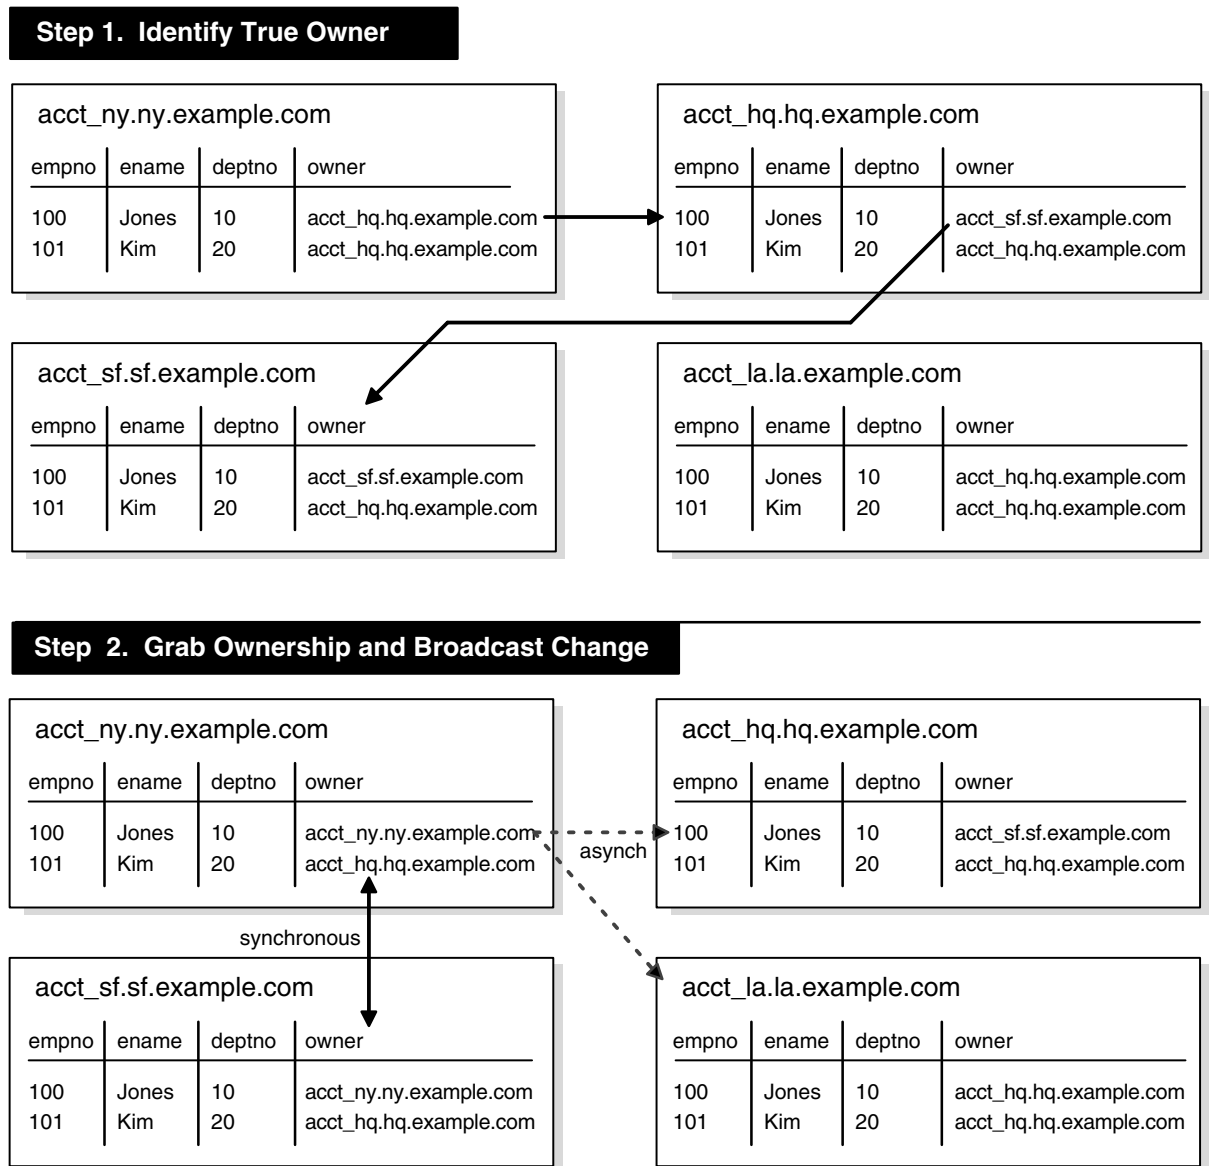 Step 1. Identify True Owner
acct_ny.ny.example.com
empno ename deptno owner
100 Jones 10 acct_hq.hq.example.com
101 Kim 20 acct_hq.hq.example.com
acct_hq.hq.example.com
empno ename deptno owner
100 Jones 10 acct_sf.sf.example.com
101 Kim 20 acct_hq.hq.example.com
acct_sf.sf.example.com
empno ename deptno owner
100 Jones 10 acct_sf.sf.example.com
101 Kim 20 acct_hq.hq.example.com
acct_la.la.example.com
empno ename deptno owner
100 Jones 10 acct_hq.hq.example.com
101 Kim 20 acct_hq.hq.example.com
Step 2. Grab Ownership and Broadcast Change
acct_ny.ny.example.com
empno ename deptno owner
100 Jones 10 acct_ny.ny.example.com
101 Kim 20 acct_hq.hq.example.com
asynch
acct_hq.hq.example.com
empno ename deptno owner
100 Jones 10 acct_sf.sf.example.com
101 Kim 20 acct_hq.hq.example.com
synchronous
acct_sf.sf.example.com
empno ename deptno owner
100 Jones 10 acct_ny.ny.example.com
101 Kim 20 acct_hq.hq.example.com
acct_la.la.example.com
empno ename deptno owner
100 Jones 10 acct_hq.hq.example.com
101 Kim 20 acct_hq.hq.example.com